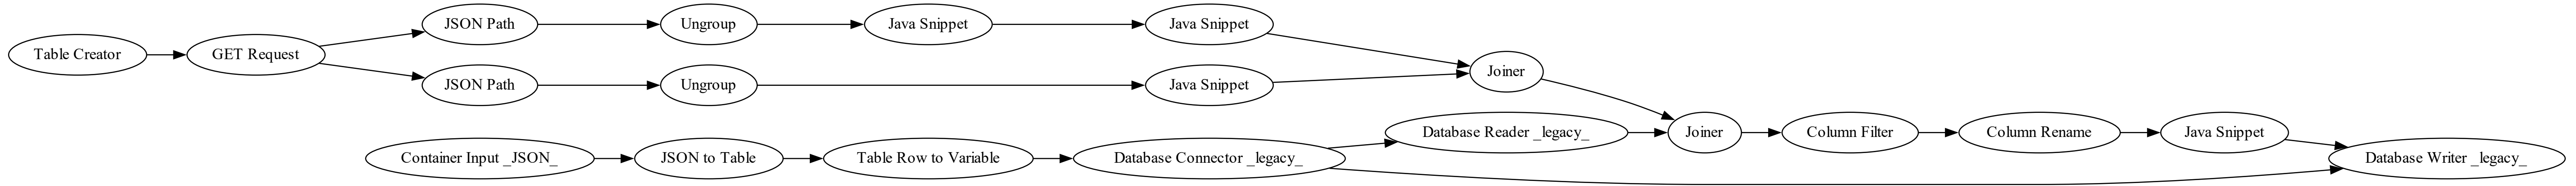 Table Creator
GET Request
JSON Path
Ungroup
Java Snippet
Java Snippet
JSON Path
Ungroup
Java Snippet
Joiner
Container Input _JSON_
JSON to Table
Table Row to Variable
Database Connector _legacy_
Database Reader _legacy_
Joiner
Column Filter
Column Rename
Java Snippet
Database Writer _legacy_